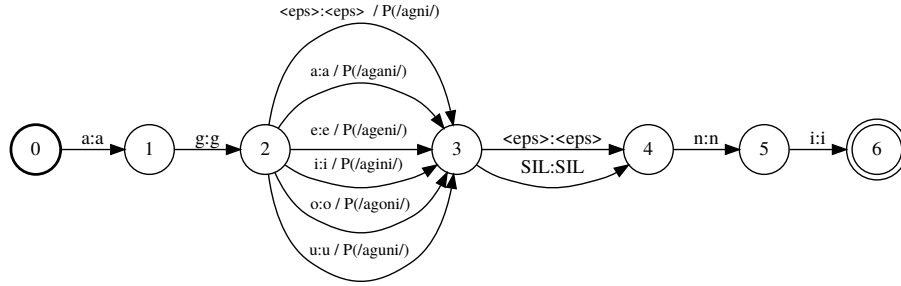 <eps>:<eps> / P(/agni/)
a:a / P(/agani/)
e:e / P(/ageni/)
i:i / P(/agini/)
o:o / P(/agoni/)
u:u / P(/aguni/)
0 a:a 1 g:g 2 3 <eps>:<eps> 4 n:n 5 i:i 6
SIL:SIL